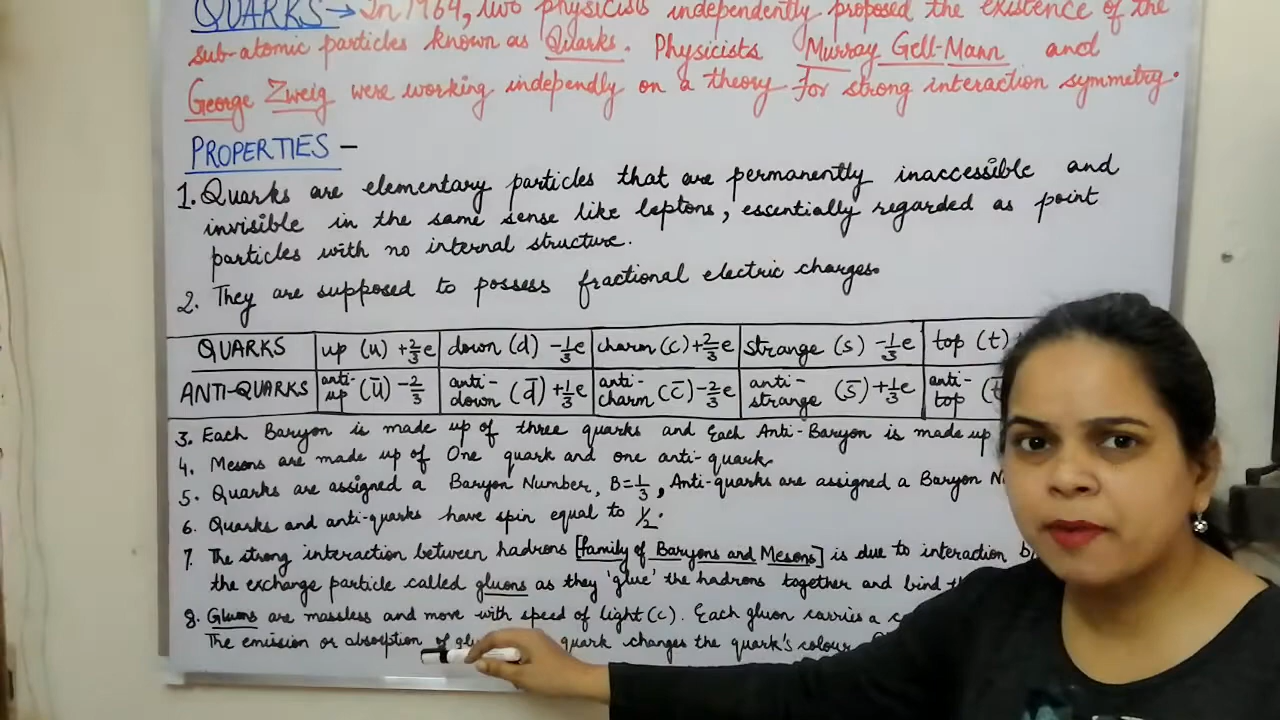 QUARKS → In 1964, two physicists independently proposed the existence of the
sub-atomic particles known as Quarks. Physicists Murray Gell-Mann and
George Zweig were working independly on a theory for strong interaction symmetry.
PROPERTIES -
1. Quarks are elementary particles that are permanently inaccessible and
invisible in the same sense like leptons, essentially regarded as point
particles with no internal structure.
2. They are supposed to possess fractional electric charges.
QUARKS up (u) +2/3e down (d) -1/3e charm (c) +2/3e strange (s) -1/3e top (t)
ANTI-QUARKS anti-up (ū) -2/3 anti-down (d̄) +1/3e anti-charm (c̄) -2/3e anti-strange (s̄) +1/3e anti-top
3. Each Baryon is made up of three quarks and Each Anti-Baryon is made up
4. Mesons are made up of One quark and one anti-quark.
5. Quarks are assigned a Baryon Number, B=1/3, Anti-quarks are assigned a Baryon
6. Quarks and anti-quarks have spin equal to 1/2.
7. The strong interaction between hadrons [family of Baryons and Mesons] is due to interaction
the exchange particle called gluons as they 'glue' the hadrons together and bind
8. Gluons are massless and move with speed of light (c). Each gluon carries a
The emission or absorption of quark changes the quark's colour